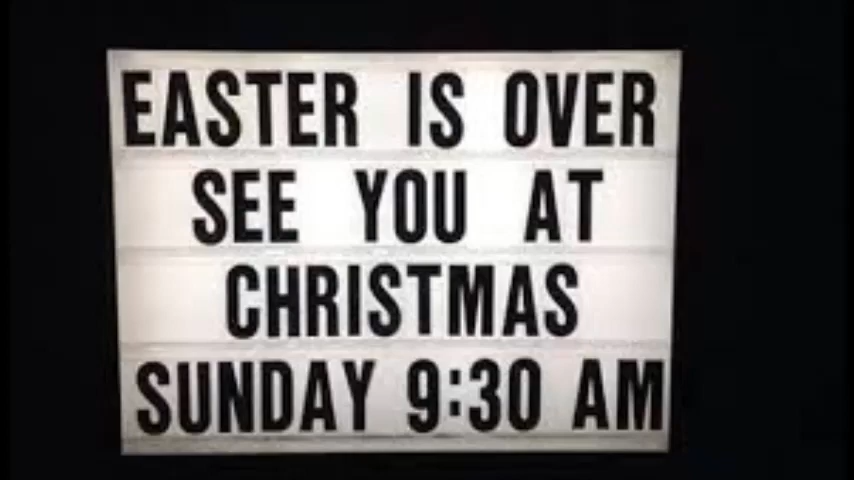 EASTER IS OVER
SEE YOU AT
CHRISTMAS
SUNDAY 9:30 AM